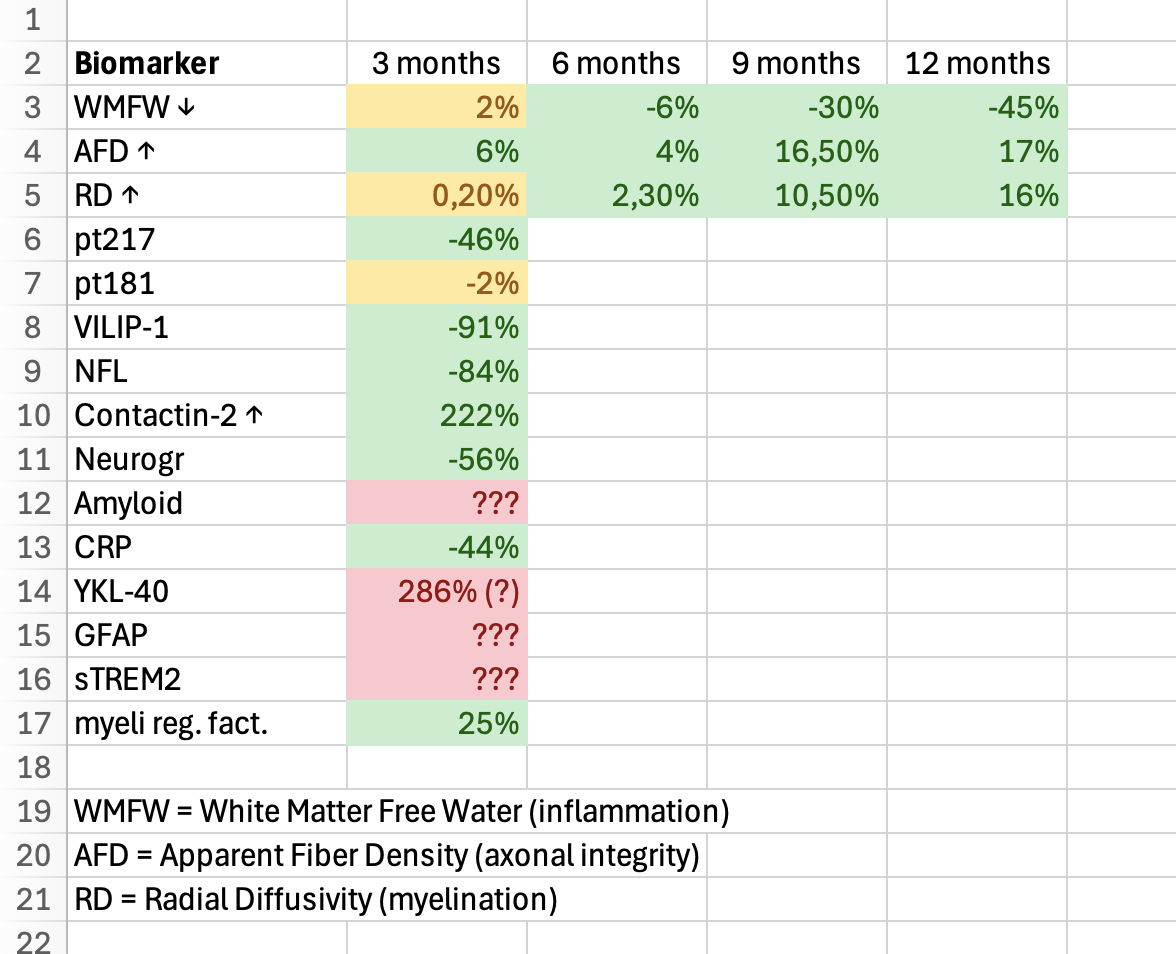 1
2 Biomarker 3 months 6 months 9 months 12 months
3 WMFW ↓ 2% -6% -30% -45%
4 AFD ↑ 6% 4% 16,50% 17%
5 RD ↑ 0,20% 2,30% 10,50% 16%
6 pt217 -46%
7 pt181 -2%
8 VILIP-1 -91%
9 NFL -84%
10 Contactin-2 ↑ 222%
11 Neurogr -56%
12 Amyloid ???
13 CRP -44%
14 YKL-40 286% (?)
15 GFAP ???
16 sTREM2 ???
17 myeli reg. fact. 25%
18
19 WMFW = White Matter Free Water (inflammation)
20 AFD = Apparent Fiber Density (axonal integrity)
21 RD = Radial Diffusivity (myelination)
22